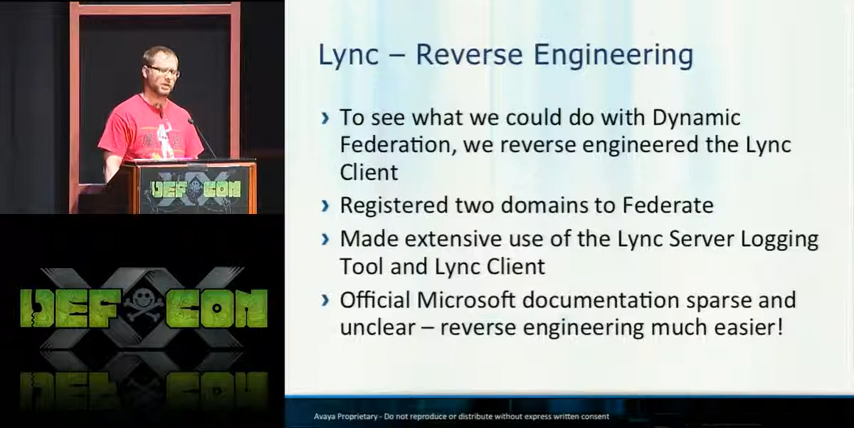 Lync – Reverse Engineering
› To see what we could do with Dynamic
Federation, we reverse engineered the Lync
Client
› Registered two domains to Federate
› Made extensive use of the Lync Server Logging
Tool and Lync Client
› Official Microsoft documentation sparse and
unclear – reverse engineering much easier!
Avaya Proprietary - Do not reproduce or distribute without express written consent
DEF CON
XX
DEF CON
XX